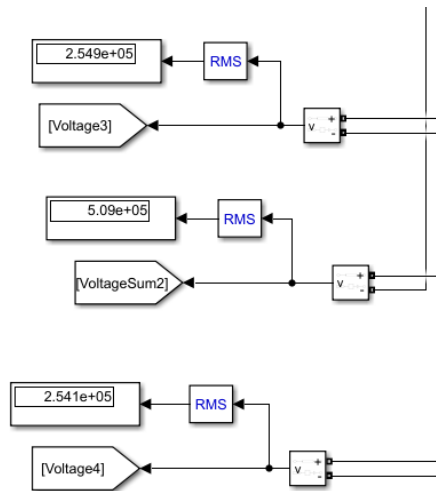 2.549e+05
RMS
[Voltage3]
v
+
-
5.09e+05
RMS
[VoltageSum2]
v
+
-
2.541e+05
RMS
[Voltage4]
v
+
-